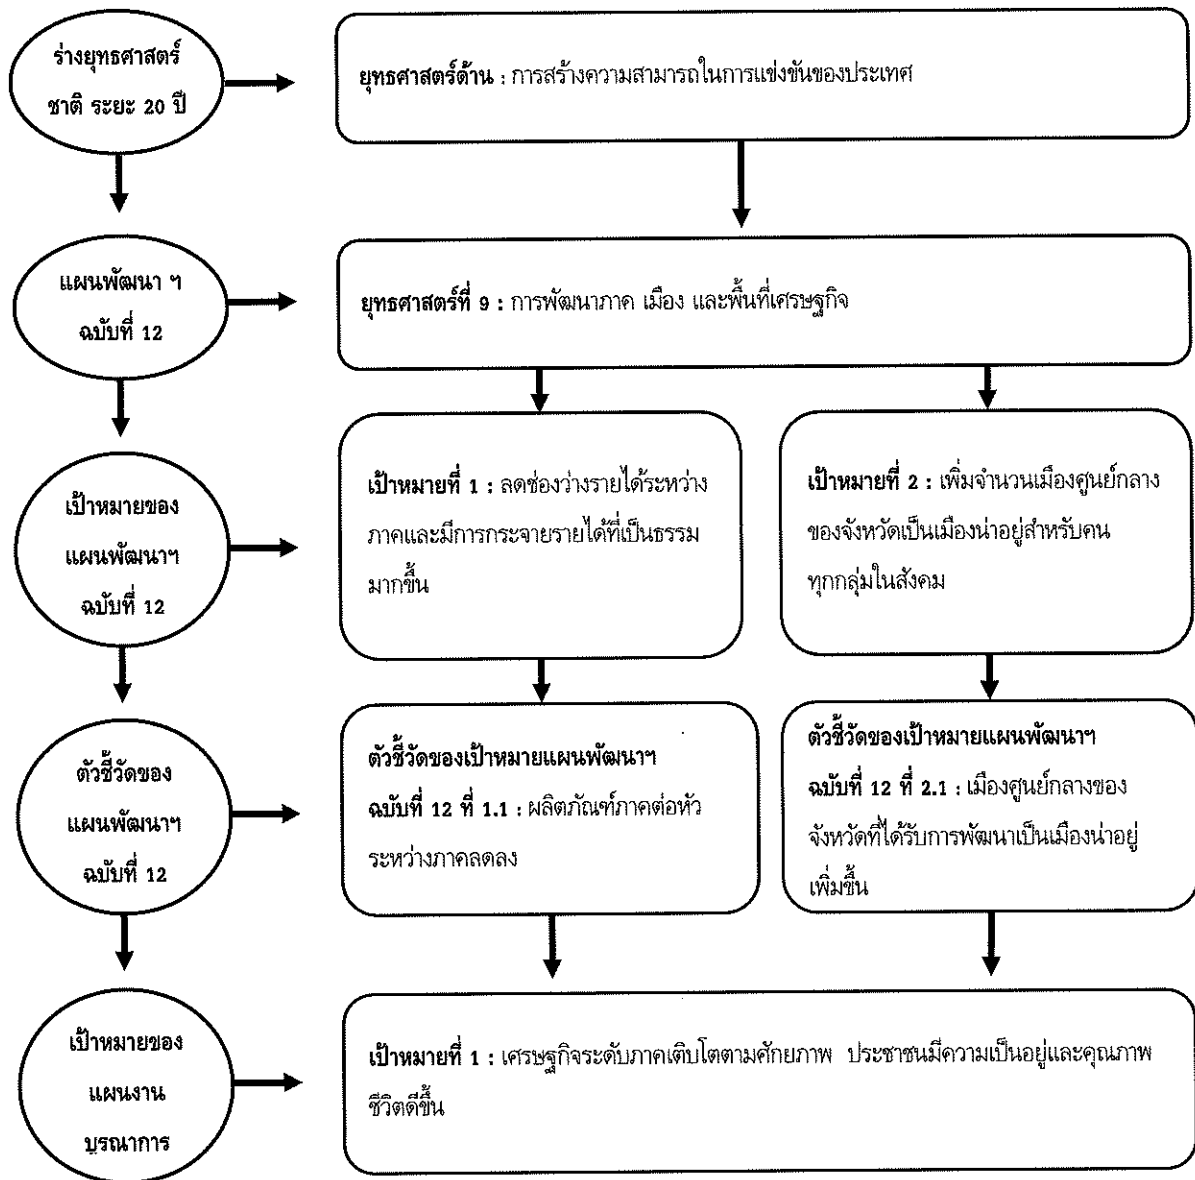 ร่างยุทธศาสตร์
ชาติ ระยะ 20 ปี
ยุทธศาสตร์ด้าน : การสร้างความสามารถในการแข่งขันของประเทศ
แผนพัฒนา ฯ
ฉบับที่ 12
ยุทธศาสตร์ที่ 9 : การพัฒนาภาค เมือง และพื้นที่เศรษฐกิจ
เป้าหมายของ
แผนพัฒนาฯ
ฉบับที่ 12
เป้าหมายที่ 1 : ลดช่องว่างรายได้ระหว่าง
ภาคและมีการกระจายรายได้ที่เป็นธรรม
มากขึ้น
เป้าหมายที่ 2 : เพิ่มจำนวนเมืองศูนย์กลาง
ของจังหวัดเป็นเมืองน่าอยู่สำหรับคน
ทุกกลุ่มในสังคม
ตัวชี้วัดของ
แผนพัฒนาฯ
ฉบับที่ 12
ตัวชี้วัดของเป้าหมายแผนพัฒนาฯ
ฉบับที่ 12 ที่ 1.1 : ผลิตภัณฑ์ภาคต่อหัว
ระหว่างภาคลดลง
ตัวชี้วัดของเป้าหมายแผนพัฒนาฯ
ฉบับที่ 12 ที่ 2.1 : เมืองศูนย์กลางของ
จังหวัดที่ได้รับการพัฒนาเป็นเมืองน่าอยู่
เพิ่มขึ้น
เป้าหมายของ
แผนงาน
บูรณาการ
เป้าหมายที่ 1 : เศรษฐกิจระดับภาคเติบโตตามศักยภาพ ประชาชนมีความเป็นอยู่และคุณภาพ
ชีวิตดีขึ้น